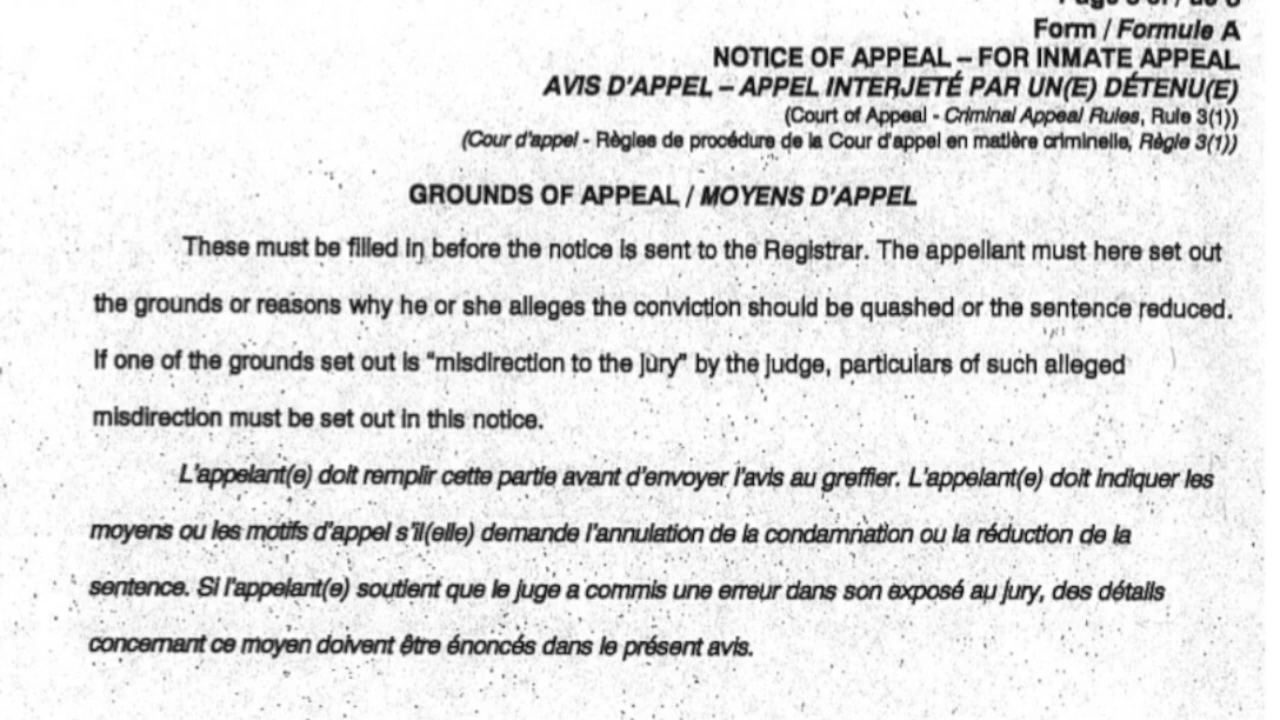 Form / Formule A
NOTICE OF APPEAL – FOR INMATE APPEAL
AVIS D'APPEL – APPEL INTERJETÉ PAR UN(E) DÉTENU(E)
(Court of Appeal - Criminal Appeal Rules, Rule 3(1))
(Cour d'appel - Règles de procédure de la Cour d'appel en matière criminelle, Règle 3(1))
GROUNDS OF APPEAL / MOYENS D'APPEL
These must be filled in before the notice is sent to the Registrar. The appellant must here set out
the grounds or reasons why he or she alleges the conviction should be quashed or the sentence reduced.
If one of the grounds set out is “misdirection to the jury” by the judge, particulars of such alleged
misdirection must be set out in this notice.
L'appelant(e) doit remplir cette partie avant d'envoyer l'avis au greffier. L'appelant(e) doit indiquer les
moyens ou les motifs d'appel s'il(elle) demande l'annulation de la condamnation ou la réduction de la
sentence. Si l'appelant(e) soutient que le juge a commis une erreur dans son exposé au jury, des détails
concernant ce moyen doivent être énoncés dans le présent avis.